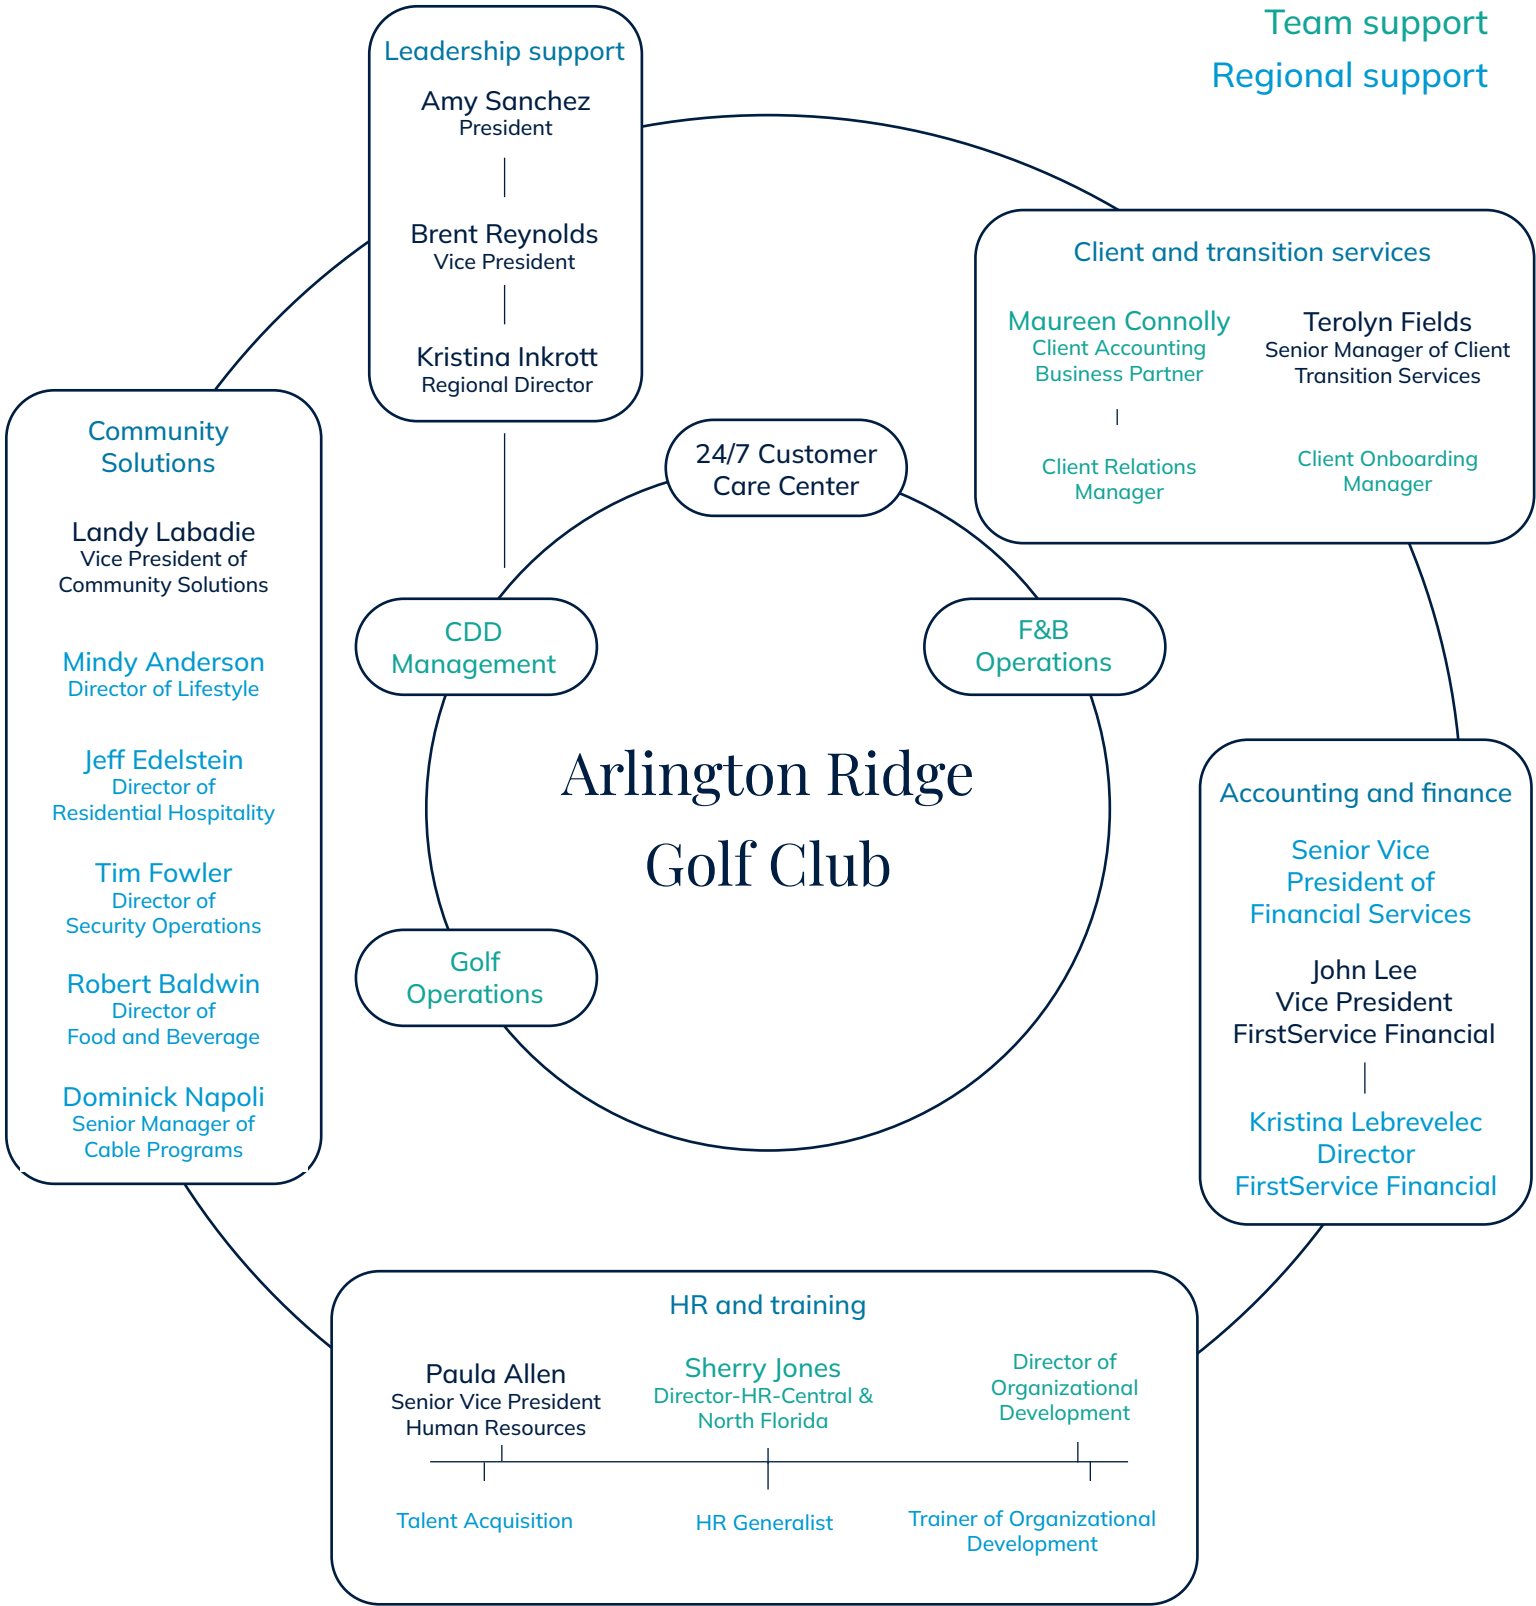 Team support
Regional support
Leadership support
Amy Sanchez
President
Brent Reynolds
Vice President
Kristina Inkrott
Regional Director
Client and transition services
Maureen Connolly
Client Accounting
Business Partner
Client Relations
Manager
Terolyn Fields
Senior Manager of Client
Transition Services
Client Onboarding
Manager
Community
Solutions
Landy Labadie
Vice President of
Community Solutions
Mindy Anderson
Director of Lifestyle
Jeff Edelstein
Director of
Residential Hospitality
Tim Fowler
Director of
Security Operations
Robert Baldwin
Director of
Food and Beverage
Dominick Napoli
Senior Manager of
Cable Programs
24/7 Customer
Care Center
CDD
Management
F&B
Operations
Arlington Ridge
Golf Club
Golf
Operations
Accounting and finance
Senior Vice
President of
Financial Services
John Lee
Vice President
FirstService Financial
Kristina Lebrevelec
Director
FirstService Financial
HR and training
Paula Allen
Senior Vice President
Human Resources
Sherry Jones
Director-HR-Central &
North Florida
Director of
Organizational
Development
Talent Acquisition
HR Generalist
Trainer of Organizational
Development